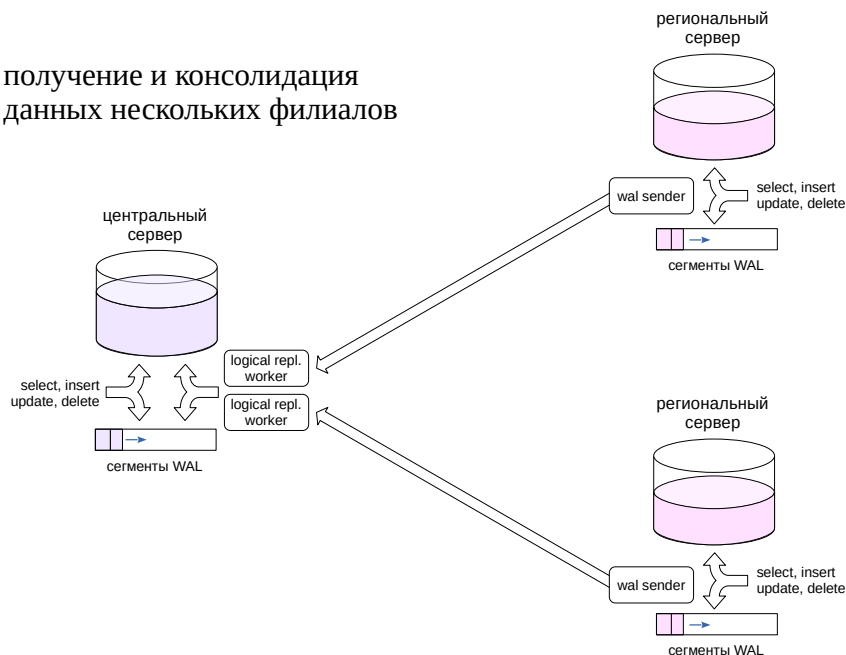 получение и консолидация
данных нескольких филиалов
региональный
сервер
wal sender
select, insert
update, delete
сегменты WAL
центральный
сервер
logical repl.
worker
select, insert
update, delete
logical repl.
worker
сегменты WAL
региональный
сервер
wal sender
select, insert
update, delete
сегменты WAL